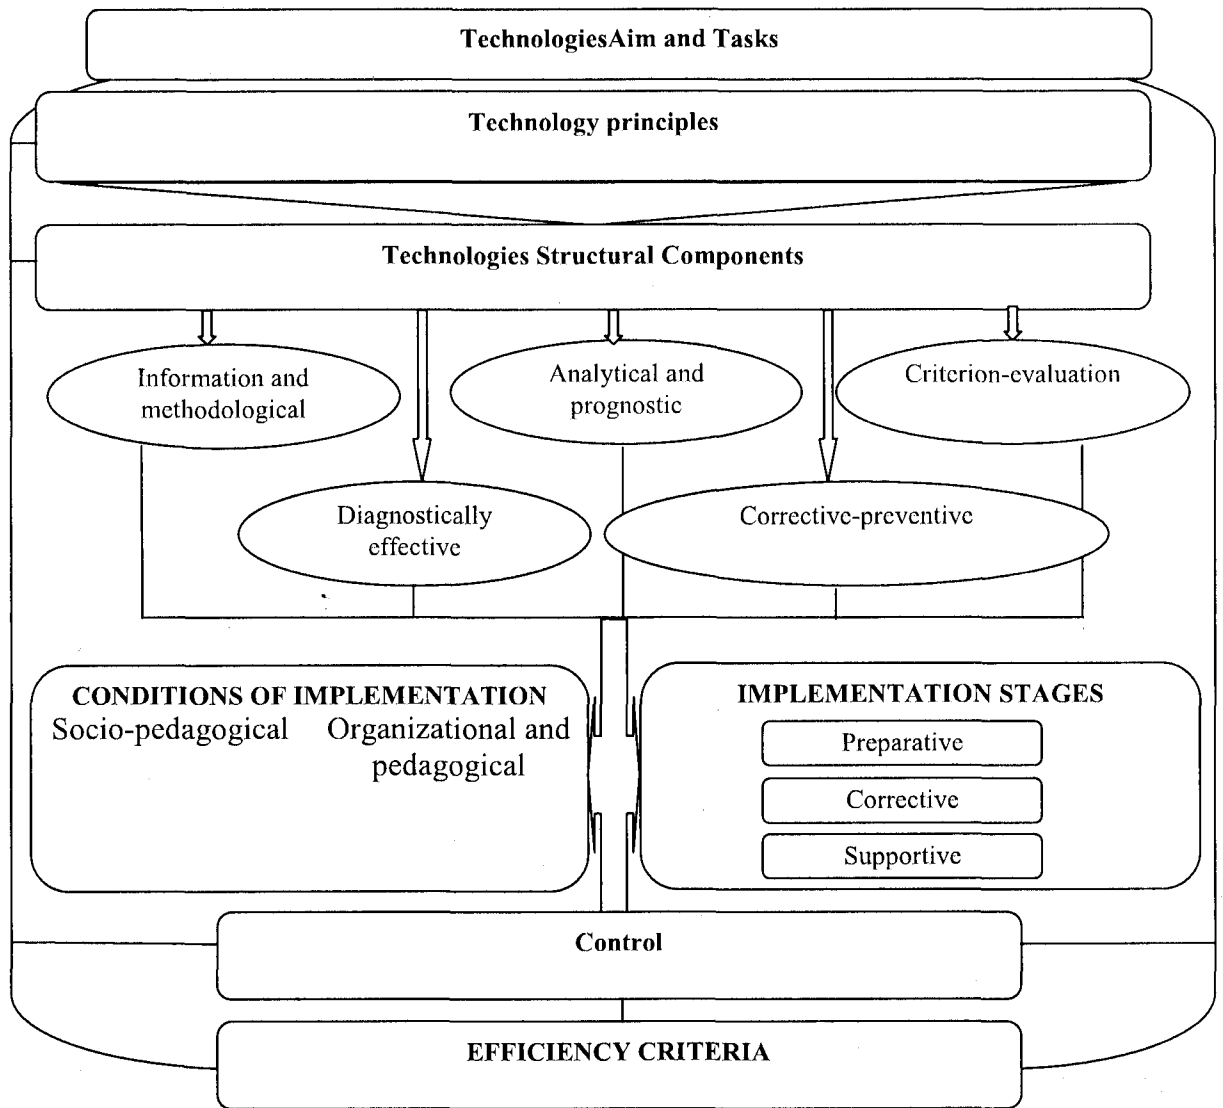 TechnologiesAim and Tasks
Technology principles
Technologies Structural Components
Information and
methodological
Analytical and
prognostic
Criterion-evaluation
Diagnostically
effective
Corrective-preventive
CONDITIONS OF IMPLEMENTATION
Socio-pedagogical Organizational and
pedagogical
IMPLEMENTATION STAGES
Preparative
Corrective
Supportive
Control
EFFICIENCY CRITERIA